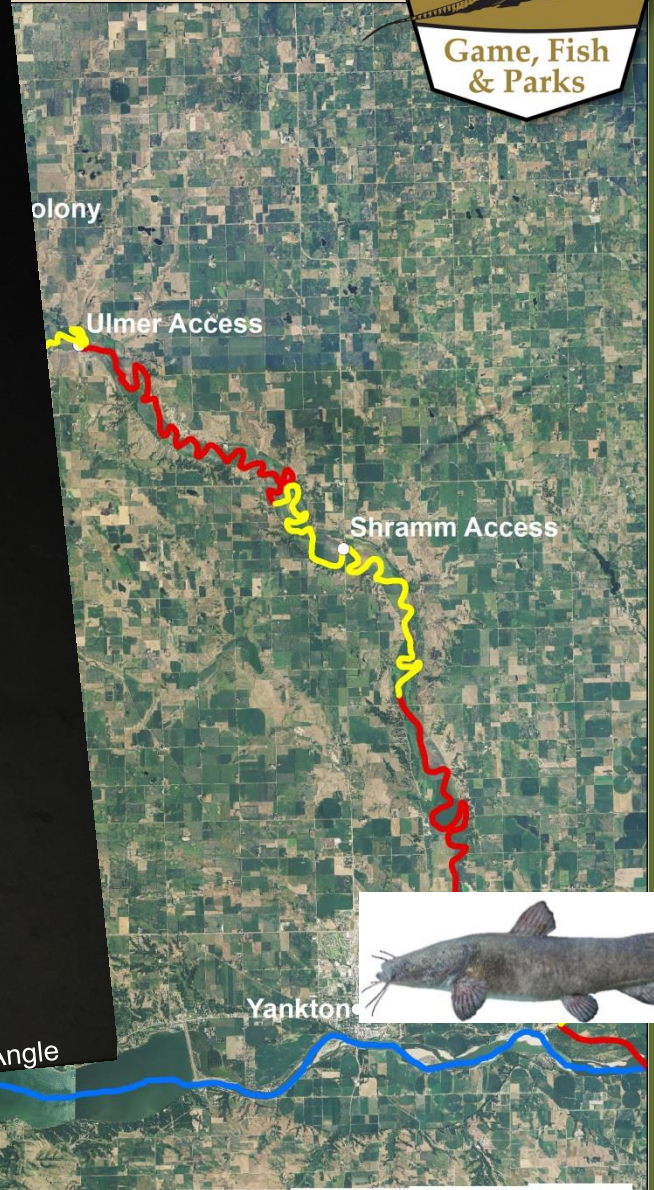 Game, Fish
& Parks
olony
Ulmer Access
Shramm Access
Yankton
Angle